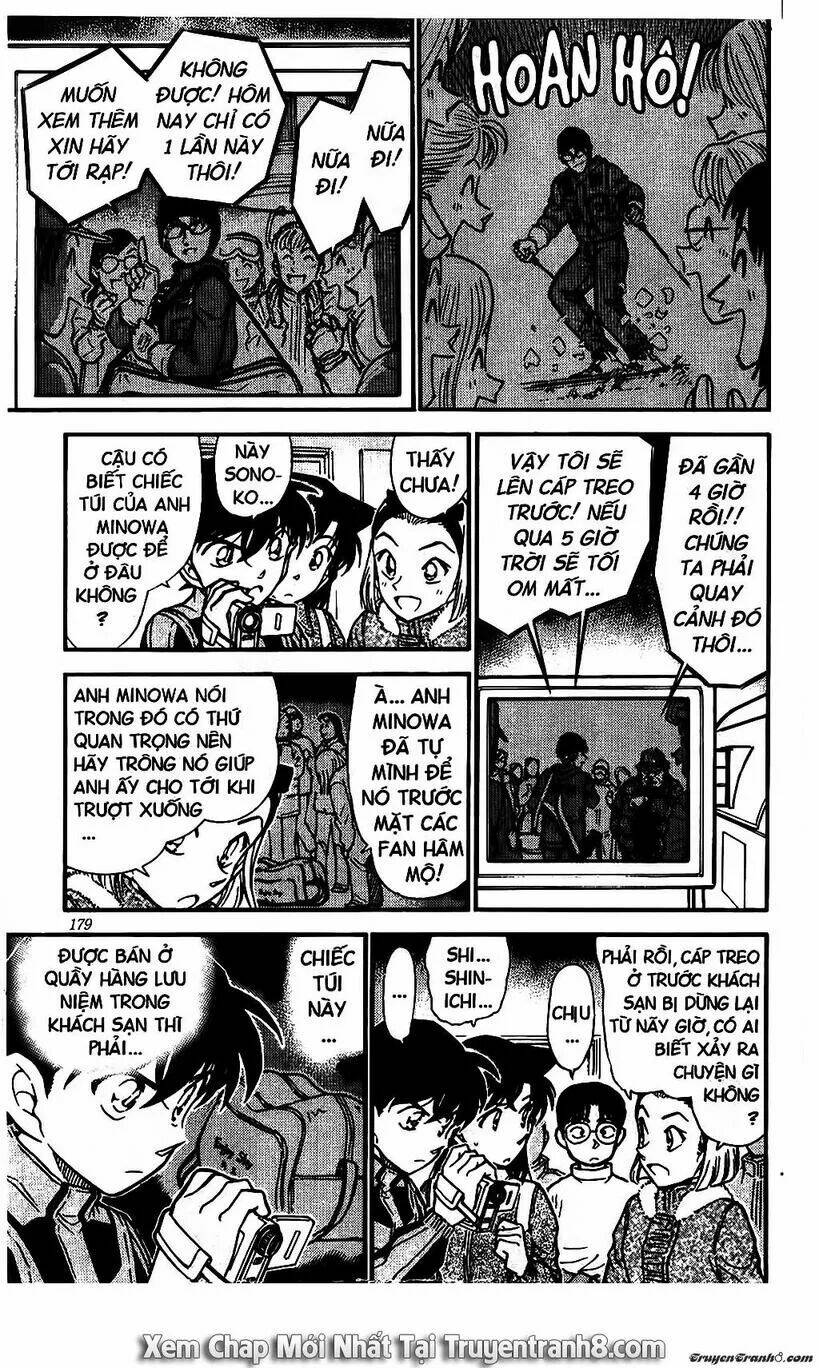 HOAN HÔ!
NỮA
ĐI!
NỮA
ĐI!
KHÔNG
ĐƯỢC! HÔM
NAY CHỈ CÓ
1 LẦN NÀY
THÔI!
MUỐN
XEM THÊM
XIN HÃY
TỚI RẠP!
ĐÃ GẦN
4 GIỜ
RỒI!!
CHÚNG
TA PHẢI
QUAY
CẢNH ĐÓ
THÔI...
VẬY TÔI SẼ
LÊN CÁP TREO
TRƯỚC! NẾU
QUA 5 GIỜ
TRỜI SẼ TỐI
OM MẤT...
THẤY
CHƯA!
NÀY
SONO-
KO...
CẬU CÓ
BIẾT CHIẾC
TÚI CỦA ANH
MINOWA
ĐƯỢC ĐỂ
Ở ĐÂU
KHÔNG
?
À... ANH
MINOWA
ĐÃ TỰ
MÌNH ĐỂ
NÓ TRƯỚC
MẶT CÁC
FAN HÂM
MỘ!
ANH MINOWA NÓI
TRONG ĐÓ CÓ THỨ
QUAN TRỌNG NÊN
HÃY TRÔNG NÓ GIÚP
ANH ẤY CHO TỚI KHI
TRƯỢT XUỐNG
...
179
PHẢI RỒI, CÁP TREO
Ở TRƯỚC KHÁCH
SẠN BỊ DỪNG LẠI
TỪ NÃY GIỜ, CÓ AI
BIẾT XẢY RA
CHUYỆN GÌ
KHÔNG
?
CHỊU
...
SHI...
SHIN-
ICHI...
...
CHIẾC
TÚI NÀY
...
ĐƯỢC BÁN Ở
QUẦY HÀNG LƯU
NIỆM TRONG
KHÁCH SẠN THÌ
PHẢI...
Xem Chap Mới Nhất Tại Truyentranh8.com
TruyenTranh8.com